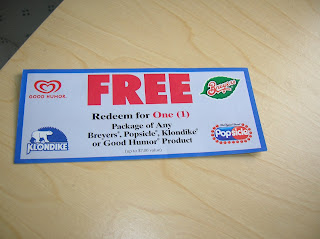 FREE
GOOD HUMOR
Breyers
Redeem for One (1)
Package of Any
Breyers®, Popsicle®, Klondike®
or Good Humor® Product
KLONDIKE
Popsicle